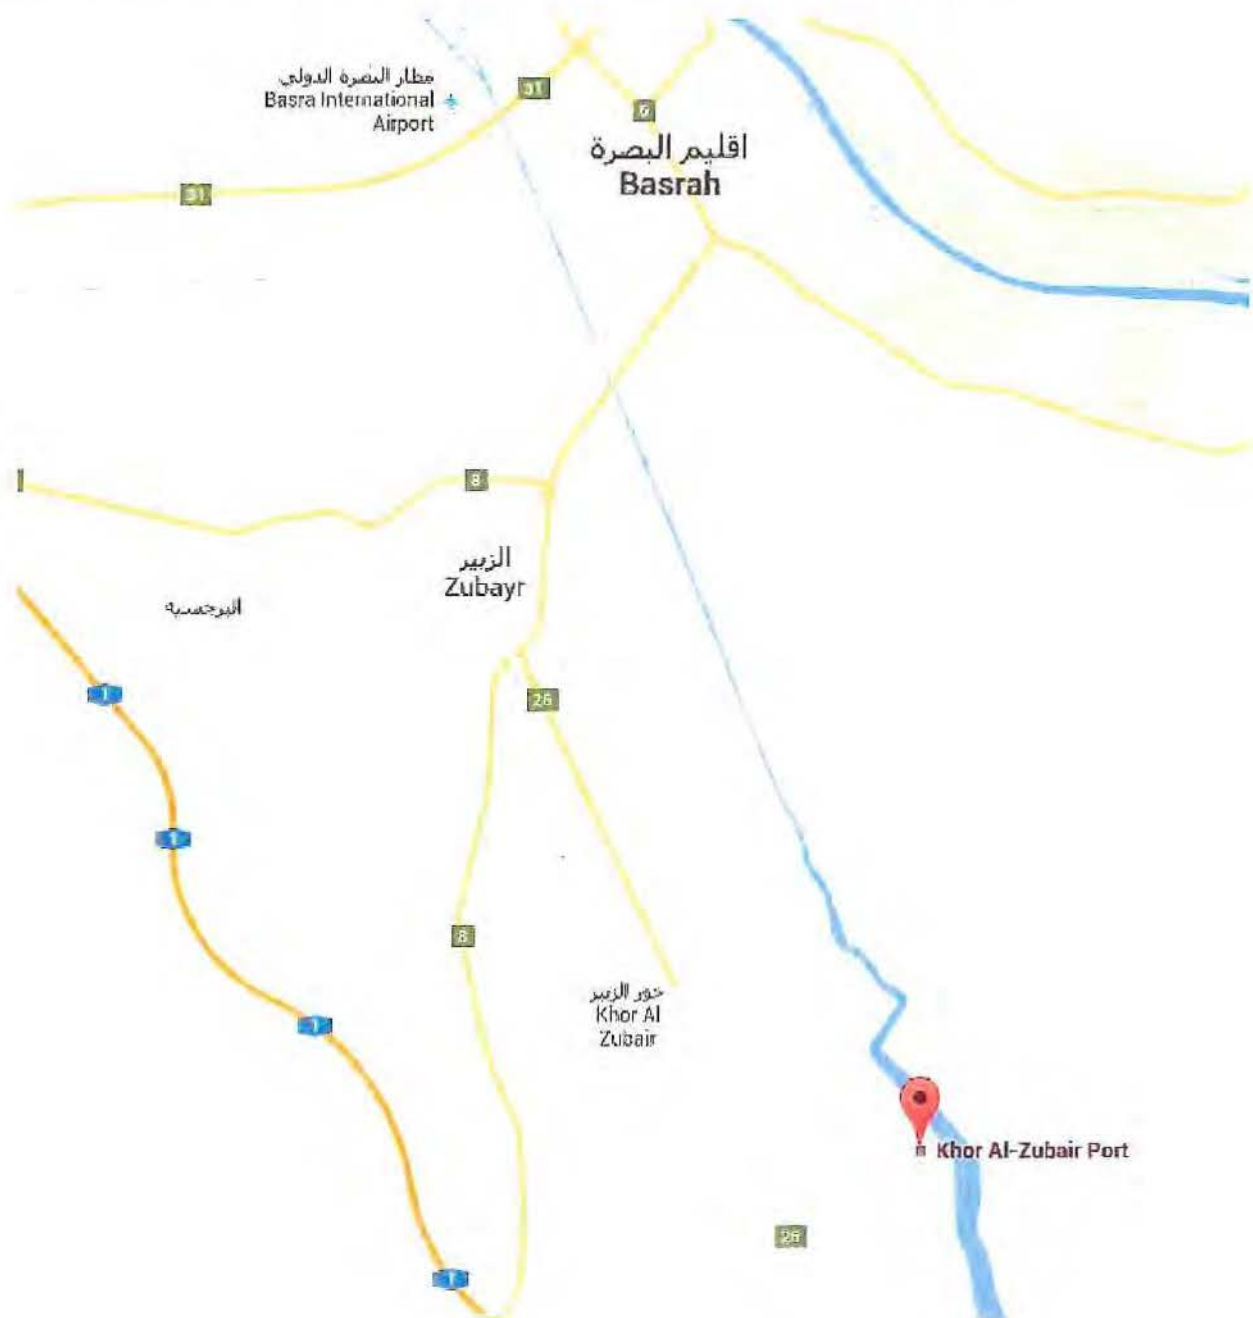 مطار البصرة الدولي
Basra International
Airport
31
6
اقليم البصرة
Basrah
31
8
الزبير
Zubayr
البرجسية
1
26
1
8
خور الزبير
Khor Al
Zubair
1
Khor Al-Zubair Port
26
1